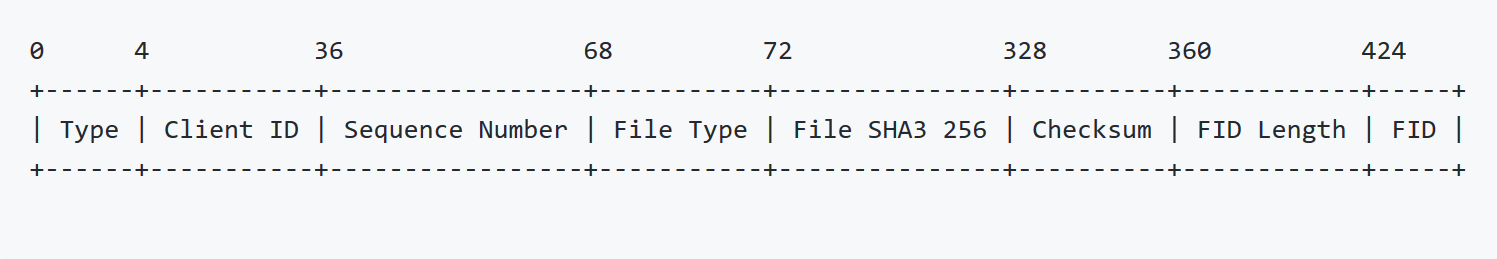 0      4           36                68          72              328        360          424
+------+-----------+-----------------+-----------+---------------+----------+------------+-----+
| Type | Client ID | Sequence Number | File Type | File SHA3 256 | Checksum | FID Length | FID |
+------+-----------+-----------------+-----------+---------------+----------+------------+-----+